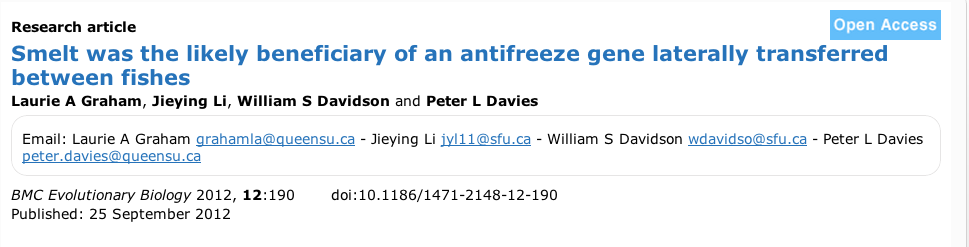 Research article
Open Access
Smelt was the likely beneficiary of an antifreeze gene laterally transferred
between fishes
Laurie A Graham, Jieying Li, William S Davidson and Peter L Davies
Email: Laurie A Graham grahamla@queensu.ca - Jieying Li jyl11@sfu.ca - William S Davidson wdavidso@sfu.ca - Peter L Davies
peter.davies@queensu.ca
BMC Evolutionary Biology 2012, 12:190 doi:10.1186/1471-2148-12-190
Published: 25 September 2012